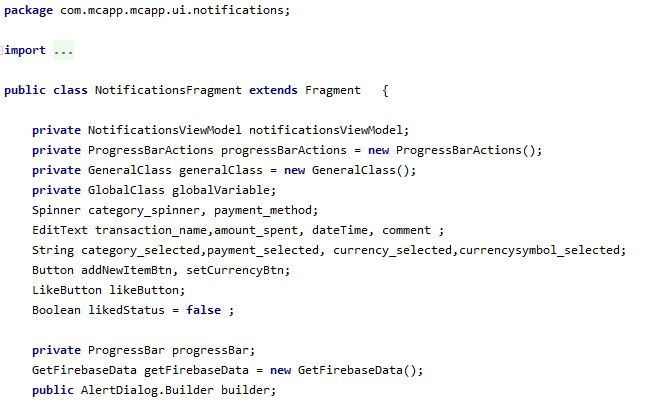 package com.mcapp.mcapp.ui.notifications;
import ...
public class NotificationsFragment extends Fragment   {
private NotificationsViewModel notificationsViewModel;
private ProgressBarActions progressBarActions = new ProgressBarActions();
private GeneralClass generalClass = new GeneralClass();
private GlobalClass globalVariable;
Spinner category_spinner, payment_method;
EditText transaction_name,amount_spent, dateTime, comment ;
String category_selected,payment_selected, currency_selected,currencysymbol_selected;
Button addNewItemBtn, setCurrencyBtn;
LikeButton likeButton;
Boolean likedStatus = false ;
private ProgressBar progressBar;
GetFirebaseData getFirebaseData = new GetFirebaseData();
public AlertDialog.Builder builder;